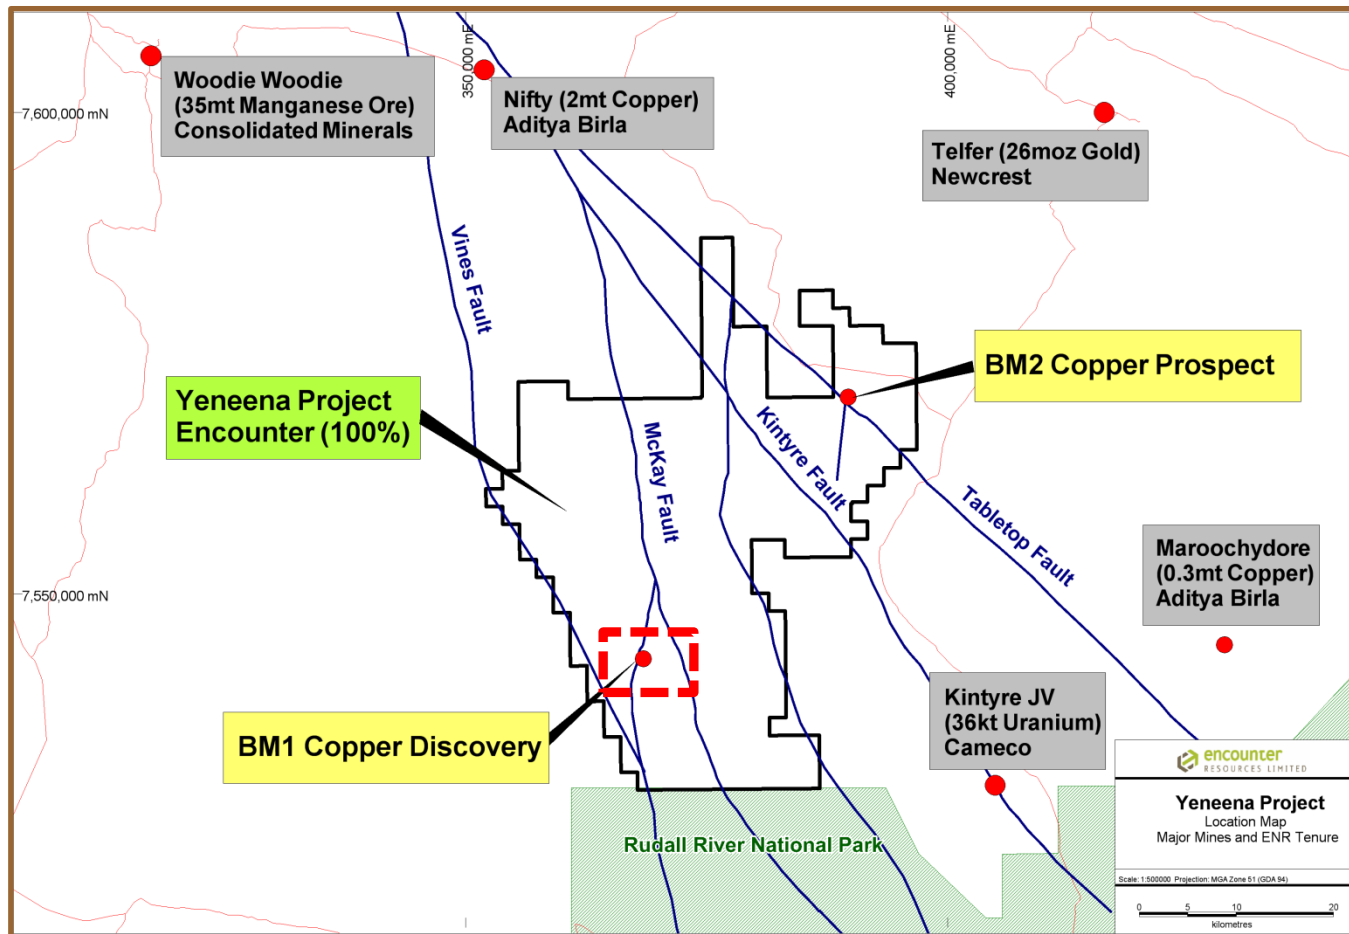 350,000 mE
400,000 mE
7,600,000 mN
7,550,000 mN
Woodie Woodie
(35mt Manganese Ore)
Consolidated Minerals
Nifty (2mt Copper)
Aditya Birla
Telfer (26moz Gold)
Newcrest
Vines Fault
BM2 Copper Prospect
Yeneena Project
Encounter (100%)
McKay Fault
Kintyre Fault
Tabletop Fault
Maroochydore
(0.3mt Copper)
Aditya Birla
BM1 Copper Discovery
Kintyre JV
(36kt Uranium)
Cameco
Rudall River National Park
encounter
RESOURCES LIMITED
Yeneena Project
Location Map
Major Mines and ENR Tenure
Scale: 1:500000 Projection: MGA Zone 51 (GDA 94)
0 5 10 20
kilometres